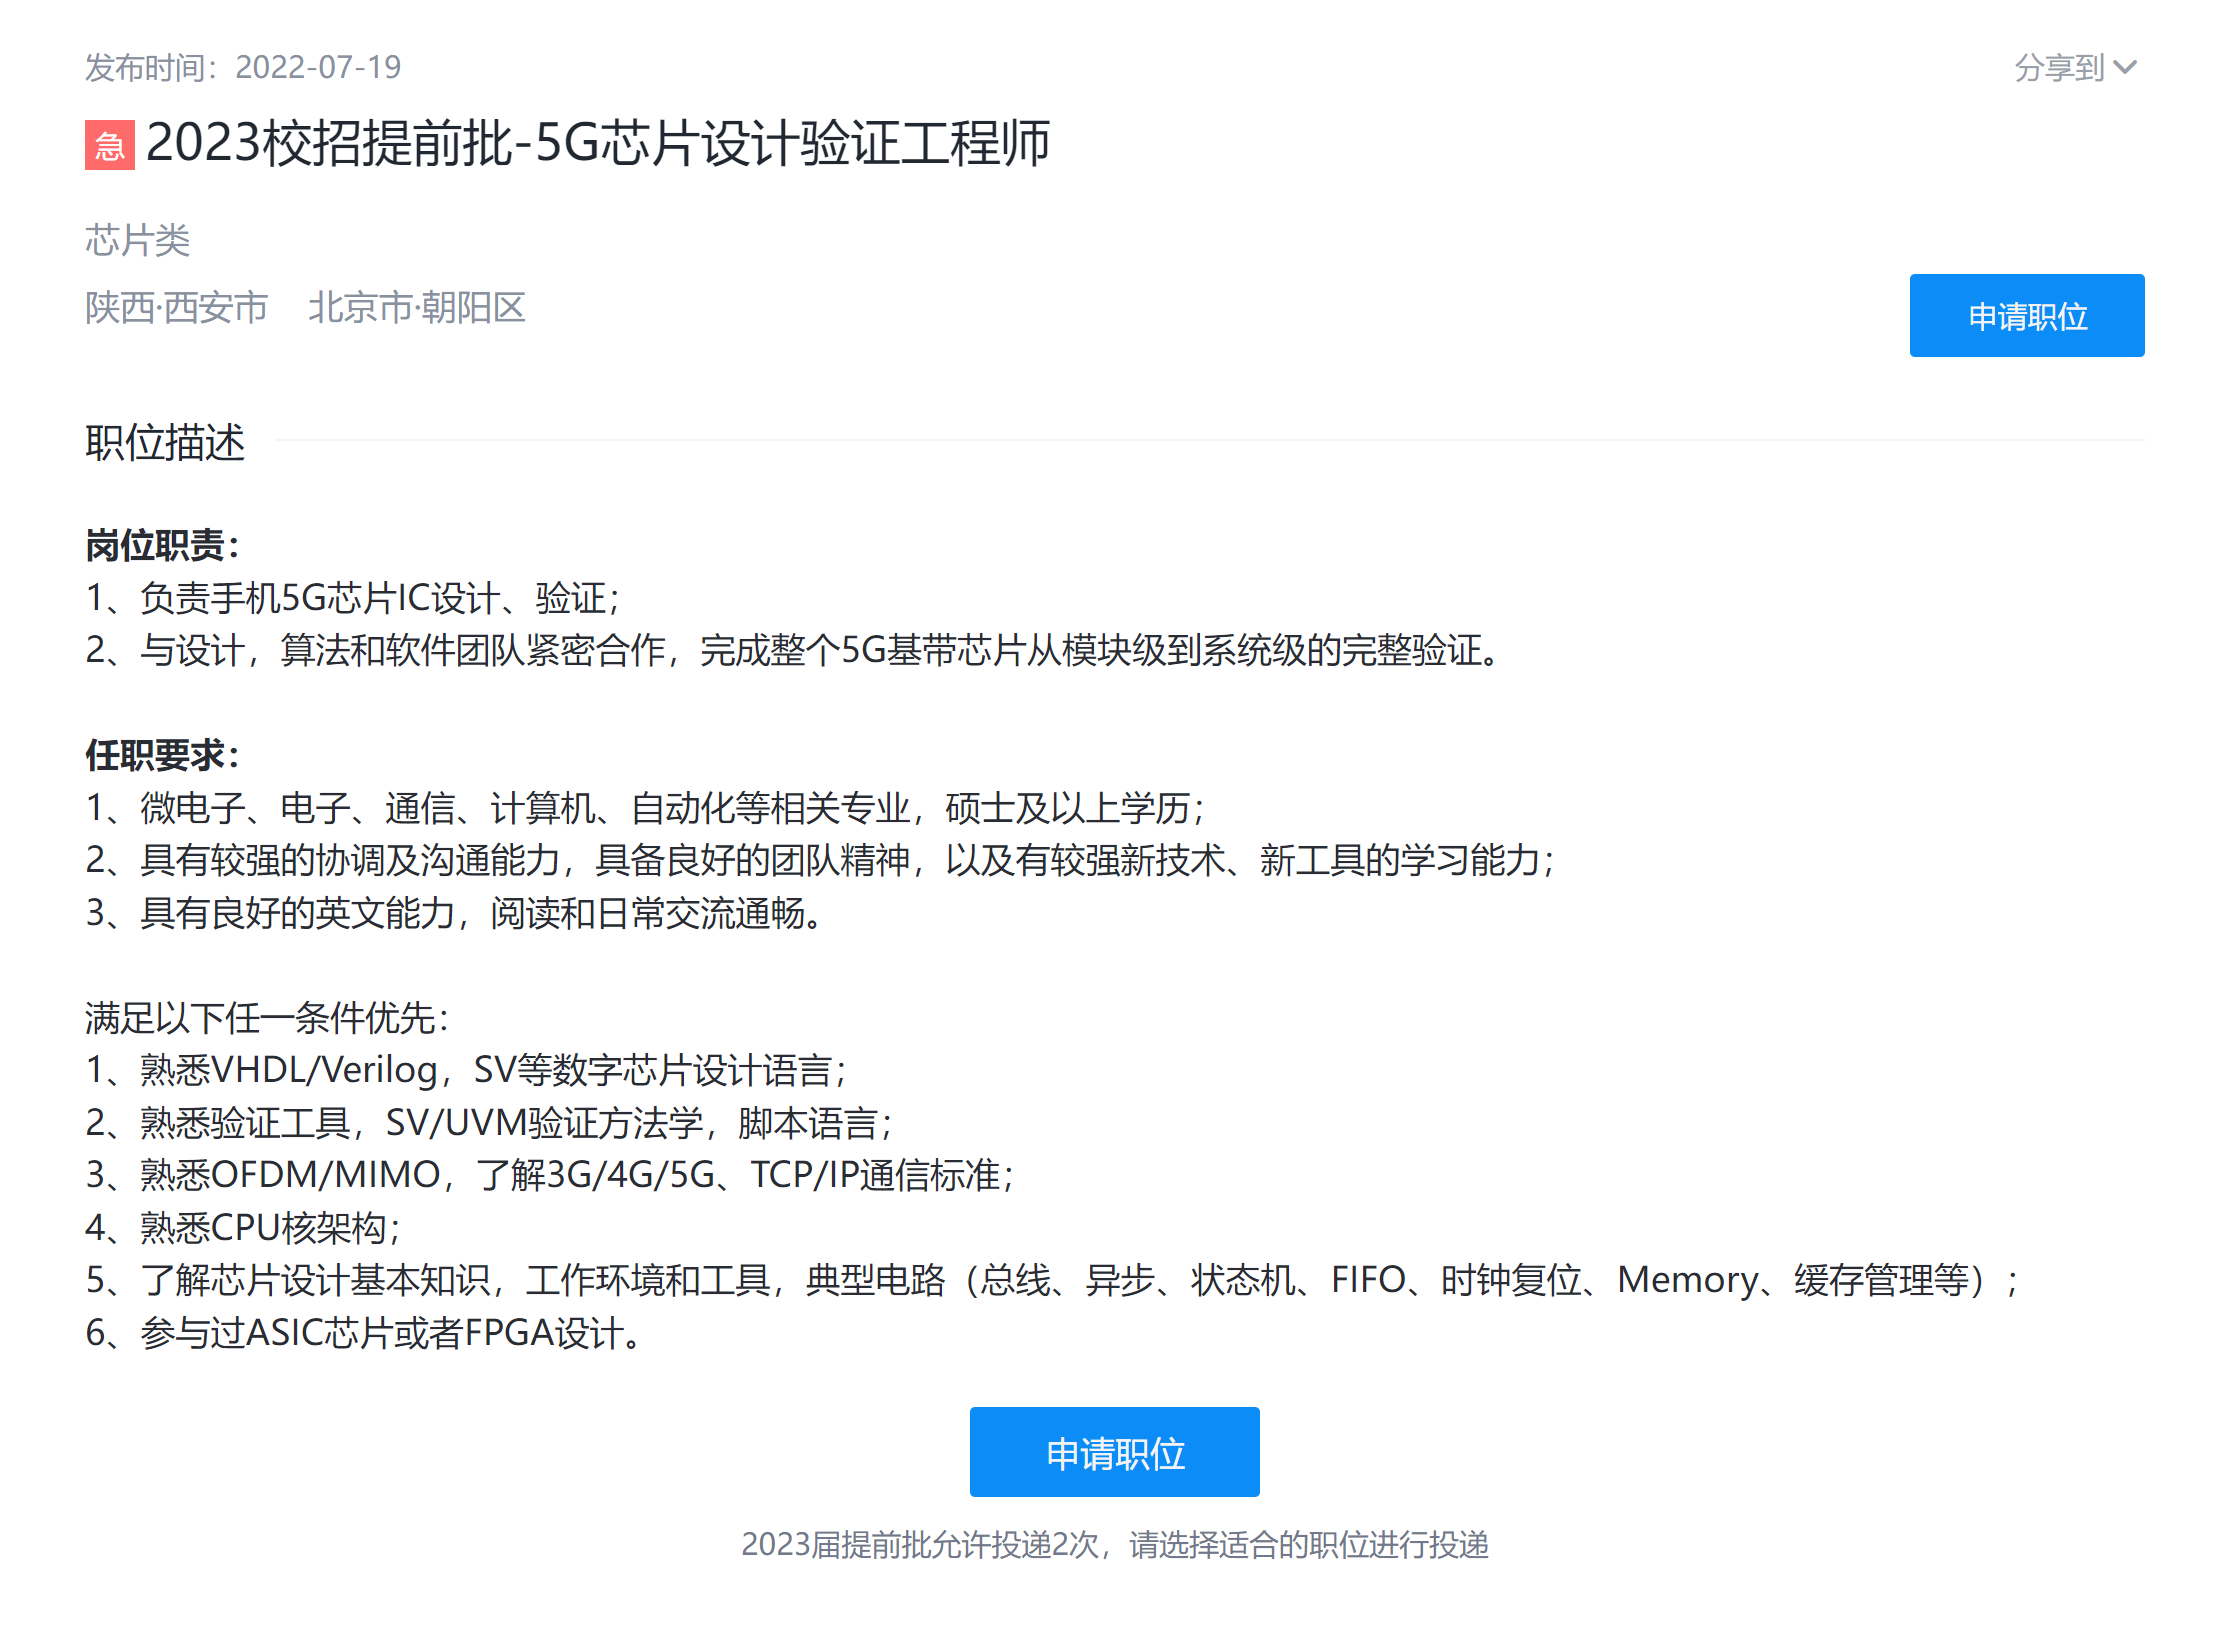 发布时间：2022-07-19
分享到
急 2023校招提前批-5G芯片设计验证工程师
芯片类
陕西·西安市 北京市·朝阳区
申请职位
职位描述
岗位职责：
1、负责手机5G芯片IC设计、验证；
2、与设计，算法和软件团队紧密合作，完成整个5G基带芯片从模块级到系统级的完整验证。
任职要求：
1、微电子、电子、通信、计算机、自动化等相关专业，硕士及以上学历；
2、具有较强的协调及沟通能力，具备良好的团队精神，以及有较强新技术、新工具的学习能力；
3、具有良好的英文能力，阅读和日常交流通畅。
满足以下任一条件优先：
1、熟悉VHDL/Verilog，SV等数字芯片设计语言；
2、熟悉验证工具，SV/UVM验证方法学，脚本语言；
3、熟悉OFDM/MIMO，了解3G/4G/5G、TCP/IP通信标准；
4、熟悉CPU核架构；
5、了解芯片设计基本知识，工作环境和工具，典型电路（总线、异步、状态机、FIFO、时钟复位、Memory、缓存管理等）；
6、参与过ASIC芯片或者FPGA设计。
申请职位
2023届提前批允许投递2次，请选择适合的职位进行投递